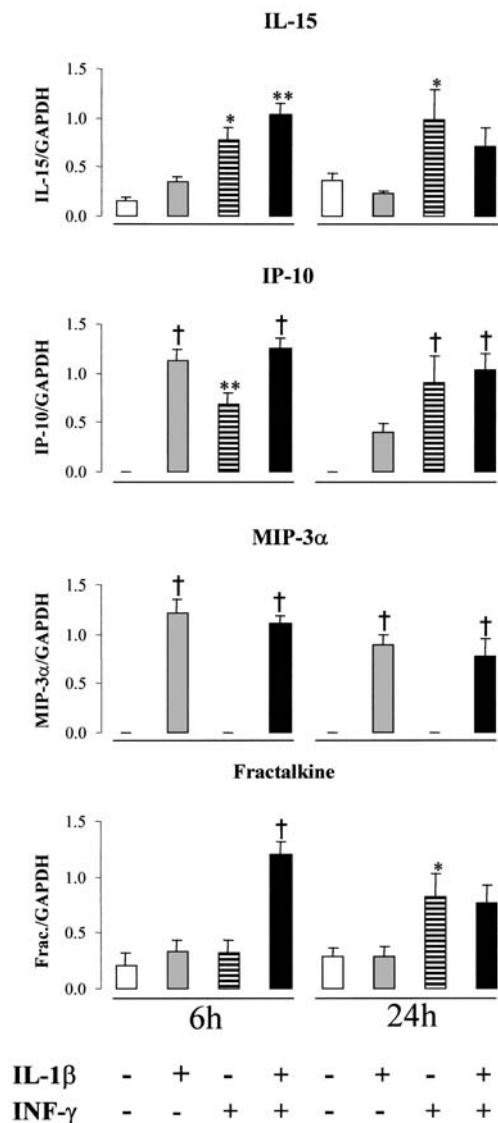 IL-15
IL-15/GAPDH
1.5
1.0
0.5
0.0
*
**
*
IP-10
IP-10/GAPDH
1.5
1.0
0.5
0.0
†
**
†
†
†
MIP-3α
MIP-3α/GAPDH
1.5
1.0
0.5
0.0
†
†
†
†
Fractalkine
Frac./GAPDH
1.5
1.0
0.5
0.0
†
*
6h 24h
IL-1β - + - + - + - +
INF-γ - - + + - - + +